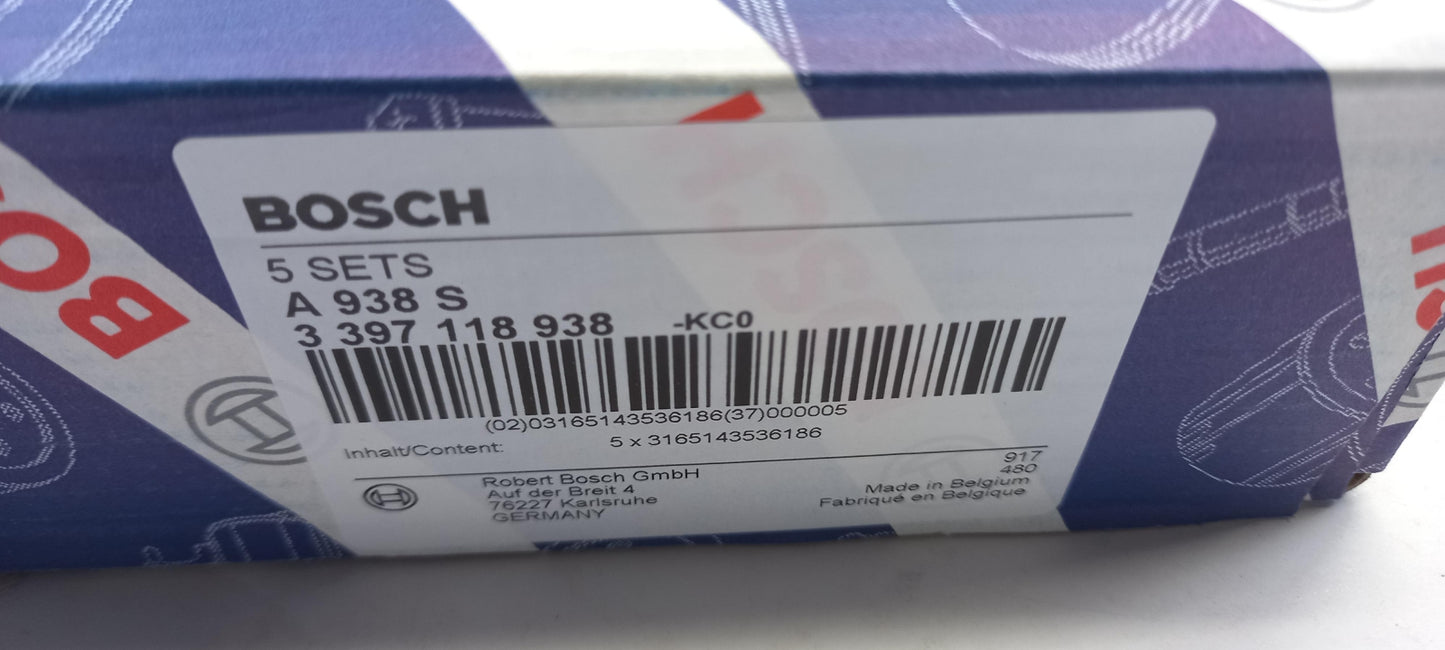 BOSCH
5 SETS
A 938 S
3 397 118 938 -KC0
(02)03165143536186(37)000005
Inhalt/Content: 5 x 3165143536186
Robert Bosch GmbH
Auf der Breit 4
76227 Karlsruhe
GERMANY
917
480
Made in Belgium
Fabriqué en Belgique